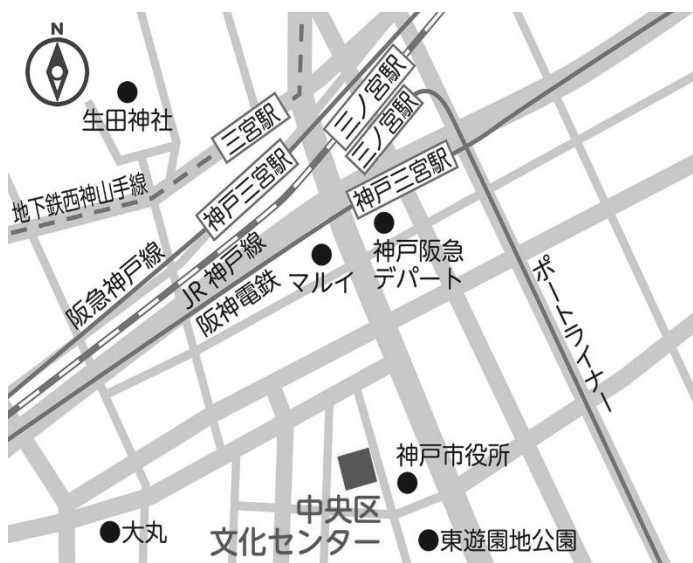 N
生田神社
三宮駅
三ノ宮駅
三ノ宮駅
神戸三宮駅
神戸三宮駅
地下鉄西神山手線
阪急神戸線
JR神戸線
阪神電鉄
マルイ
神戸阪急
デパート
ポートライナー
神戸市役所
中央区
文化センター
大丸
東遊園地公園